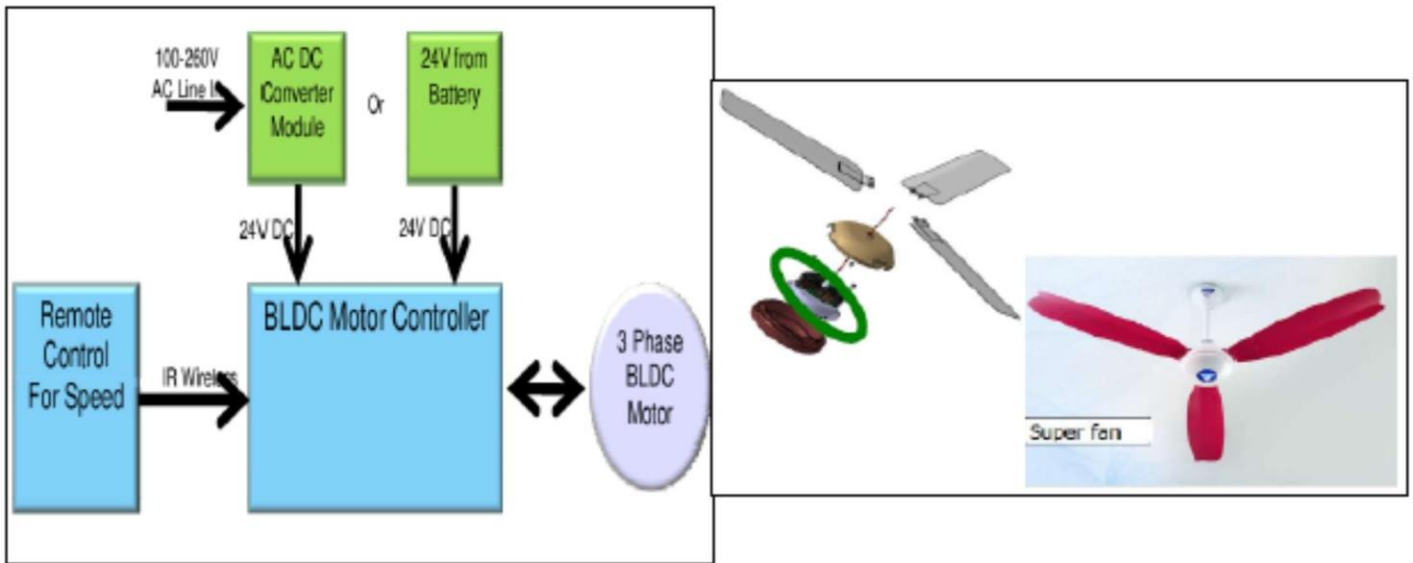 100-260V
AC Line I
AC DC
Converter
Module
Or
24V from
Battery
24V DC
24V DC
Remote
Control
For Speed
IR Wireless
BLDC Motor Controller
3 Phase
BLDC
Motor
Super fan